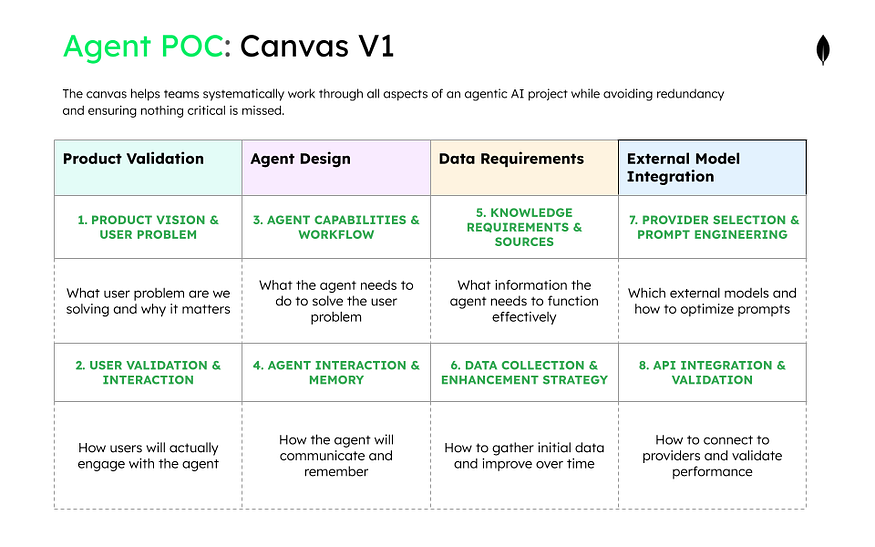 Agent POC: Canvas V1
The canvas helps teams systematically work through all aspects of an agentic AI project while avoiding redundancy
and ensuring nothing critical is missed.
Product Validation
Agent Design
Data Requirements
External Model
Integration
1. PRODUCT VISION &
USER PROBLEM
3. AGENT CAPABILITIES &
WORKFLOW
5. KNOWLEDGE
REQUIREMENTS &
SOURCES
7. PROVIDER SELECTION &
PROMPT ENGINEERING
What user problem are we
solving and why it matters
What the agent needs to
do to solve the user
problem
What information the
agent needs to function
effectively
Which external models and
how to optimize prompts
2. USER VALIDATION &
INTERACTION
4. AGENT INTERACTION &
MEMORY
6. DATA COLLECTION &
ENHANCEMENT STRATEGY
8. API INTEGRATION &
VALIDATION
How users will actually
engage with the agent
How the agent will
communicate and
remember
How to gather initial data
and improve over time
How to connect to
providers and validate
performance